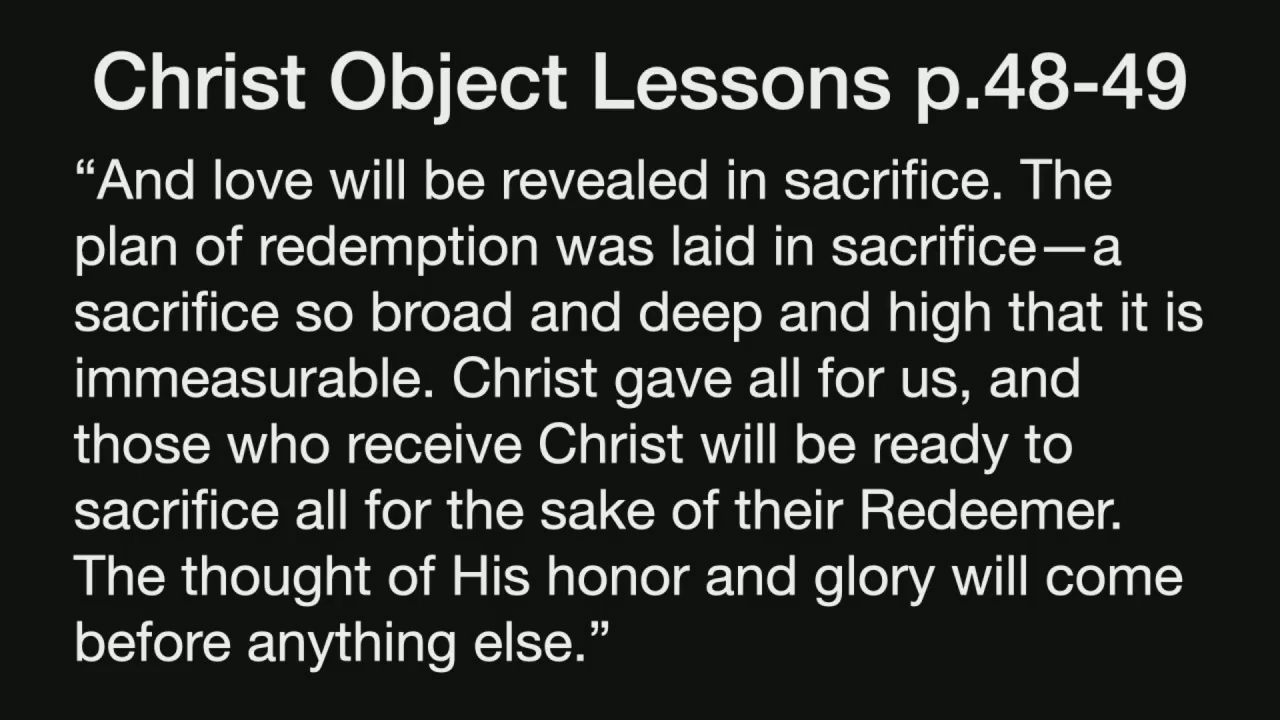 Christ Object Lessons p.48-49
“And love will be revealed in sacrifice. The
plan of redemption was laid in sacrifice—a
sacrifice so broad and deep and high that it is
immeasurable. Christ gave all for us, and
those who receive Christ will be ready to
sacrifice all for the sake of their Redeemer.
The thought of His honor and glory will come
before anything else.”